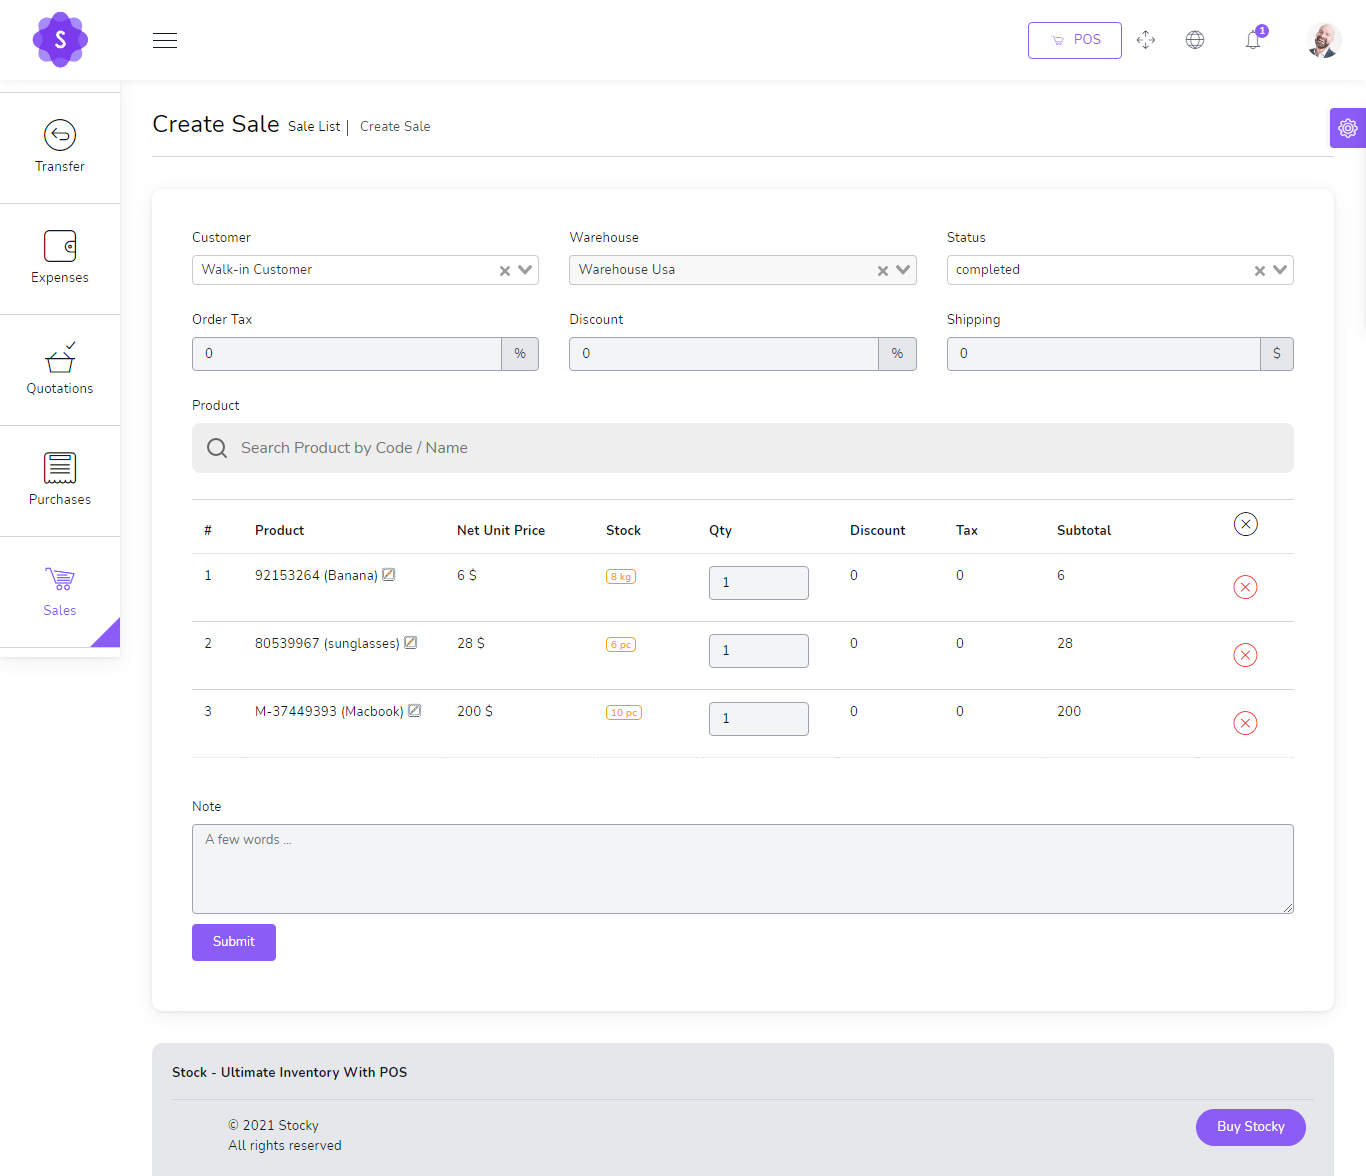 S
POS
1
Create Sale Sale List | Create Sale
Transfer
Expenses
Quotations
Purchases
Sales
Customer Warehouse Status
Walk-in Customer Warehouse Usa completed
Order Tax Discount Shipping
0 % 0 % 0 $
Product
Search Product by Code / Name
# Product Net Unit Price Stock Qty Discount Tax Subtotal
1 92153264 (Banana) 6 $ 8 kg 1 0 0 6
2 80539967 (sunglasses) 28 $ 6 pc 1 0 0 28
3 M-37449393 (Macbook) 200 $ 10 pc 1 0 0 200
Note
A few words ...
Submit
Stock - Ultimate Inventory With POS
© 2021 Stocky
All rights reserved
Buy Stocky